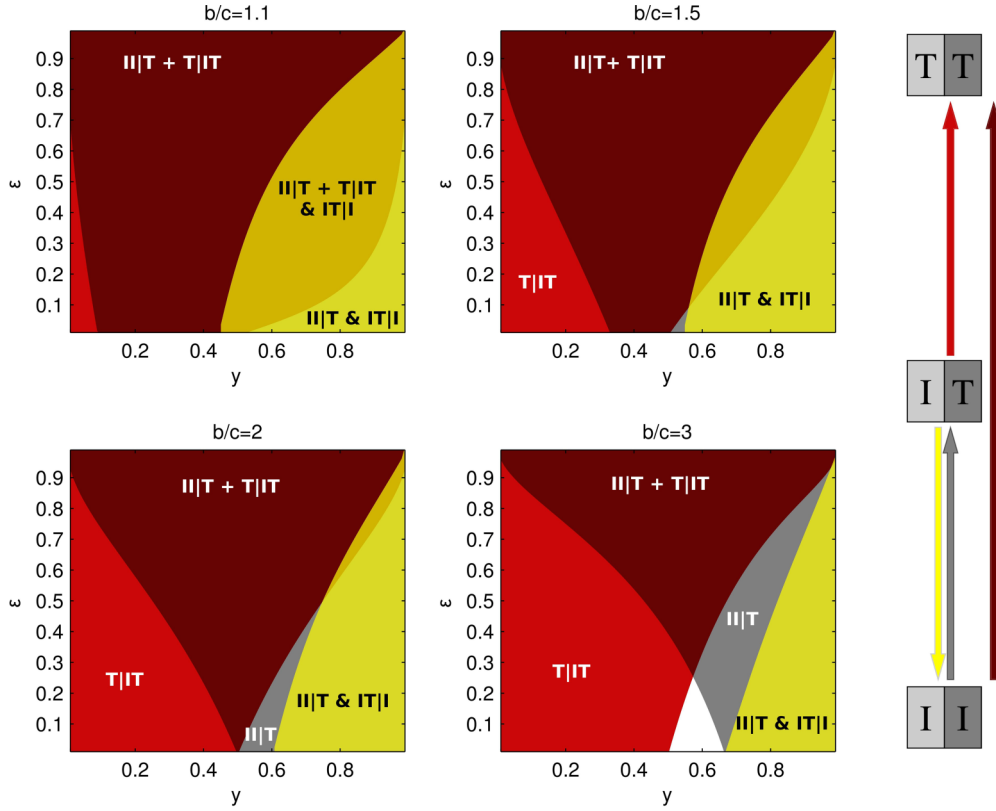 b/c=1.1
II|T + T|IT
II|T + T|IT
& IT|I
II|T & IT|I
0.9
0.8
0.7
0.6
0.5
0.4
0.3
0.2
0.1
ε
0.2
0.4
0.6
0.8
y
b/c=1.5
II|T+ T|IT
T|IT
II|T & IT|I
0.9
0.8
0.7
0.6
0.5
0.4
0.3
0.2
0.1
ε
0.2
0.4
0.6
0.8
y
b/c=2
II|T + T|IT
T|IT
II|T
II|T & IT|I
0.9
0.8
0.7
0.6
0.5
0.4
0.3
0.2
0.1
ε
0.2
0.4
0.6
0.8
y
b/c=3
II|T + T|IT
II|T
T|IT
II|T & IT|I
0.9
0.8
0.7
0.6
0.5
0.4
0.3
0.2
0.1
ε
0.2
0.4
0.6
0.8
y
T T
I T
I I